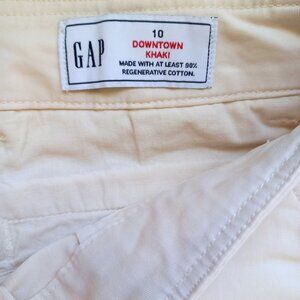 GAP
10
DOWNTOWN
KHAKI
MADE WITH AT LEAST 90%
REGENERATIVE COTTON.